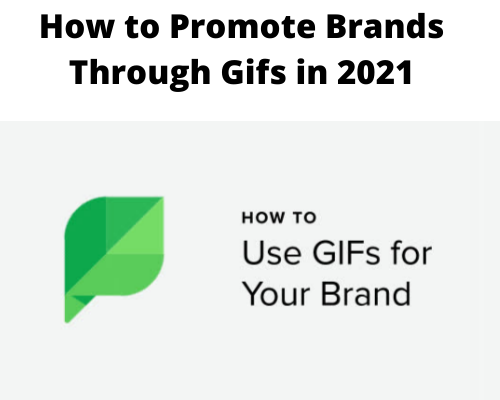 How to Promote Brands
Through Gifs in 2021
HOW TO
Use GIFs for
Your Brand